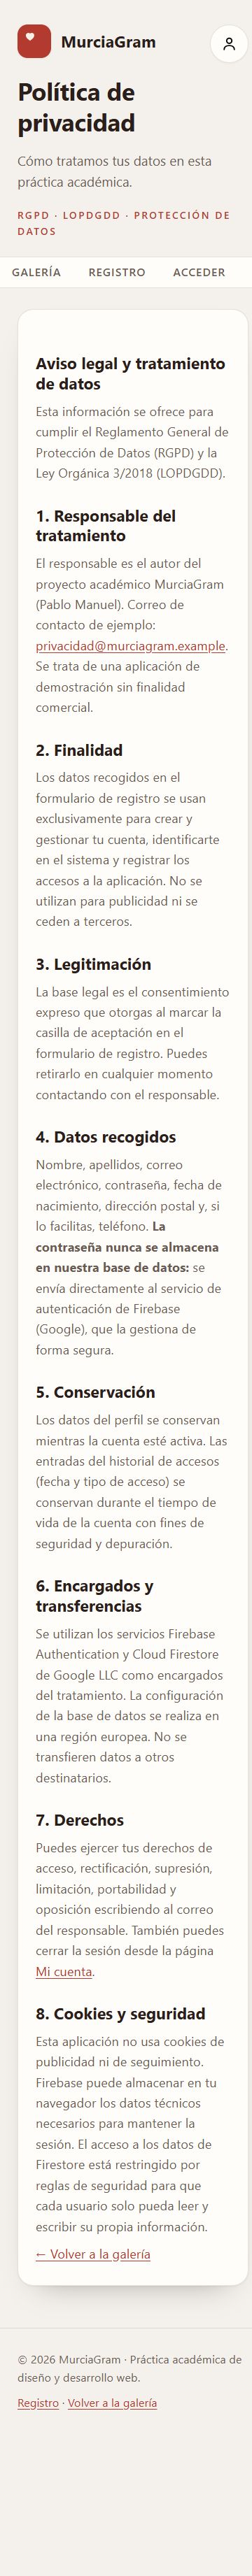 MurciaGram
Política de
privacidad
Cómo tratamos tus datos en esta
práctica académica.
RGPD · LOPDGDD · PROTECCIÓN DE
DATOS
GALERÍA REGISTRO ACCEDER
Aviso legal y tratamiento
de datos
Esta información se ofrece para
cumplir el Reglamento General de
Protección de Datos (RGPD) y la
Ley Orgánica 3/2018 (LOPDGDD).
1. Responsable del
tratamiento
El responsable es el autor del
proyecto académico MurciaGram
(Pablo Manuel). Correo de
contacto de ejemplo:
privacidad@murciagram.example.
Se trata de una aplicación de
demostración sin finalidad
comercial.
2. Finalidad
Los datos recogidos en el
formulario de registro se usan
exclusivamente para crear y
gestionar tu cuenta, identificarte
en el sistema y registrar los
accesos a la aplicación. No se
utilizan para publicidad ni se
ceden a terceros.
3. Legitimación
La base legal es el consentimiento
expreso que otorgas al marcar la
casilla de aceptación en el
formulario de registro. Puedes
retirarlo en cualquier momento
contactando con el responsable.
4. Datos recogidos
Nombre, apellidos, correo
electrónico, contraseña, fecha de
nacimiento, dirección postal y, si
lo facilitas, teléfono. La
contraseña nunca se almacena
en nuestra base de datos: se
envía directamente al servicio de
autenticación de Firebase
(Google), que la gestiona de
forma segura.
5. Conservación
Los datos del perfil se conservan
mientras la cuenta esté activa. Las
entradas del historial de accesos
(fecha y tipo de acceso) se
conservan durante el tiempo de
vida de la cuenta con fines de
seguridad y depuración.
6. Encargados y
transferencias
Se utilizan los servicios Firebase
Authentication y Cloud Firestore
de Google LLC como encargados
del tratamiento. La configuración
de la base de datos se realiza en
una región europea. No se
transfieren datos a otros
destinatarios.
7. Derechos
Puedes ejercer tus derechos de
acceso, rectificación, supresión,
limitación, portabilidad y
oposición escribiendo al correo
del responsable. También puedes
cerrar la sesión desde la página
Mi cuenta.
8. Cookies y seguridad
Esta aplicación no usa cookies de
publicidad ni de seguimiento.
Firebase puede almacenar en tu
navegador los datos técnicos
necesarios para mantener la
sesión. El acceso a los datos de
Firestore está restringido por
reglas de seguridad para que
cada usuario solo pueda leer y
escribir su propia información.
← Volver a la galería
© 2026 MurciaGram · Práctica académica de
diseño y desarrollo web.
Registro · Volver a la galería